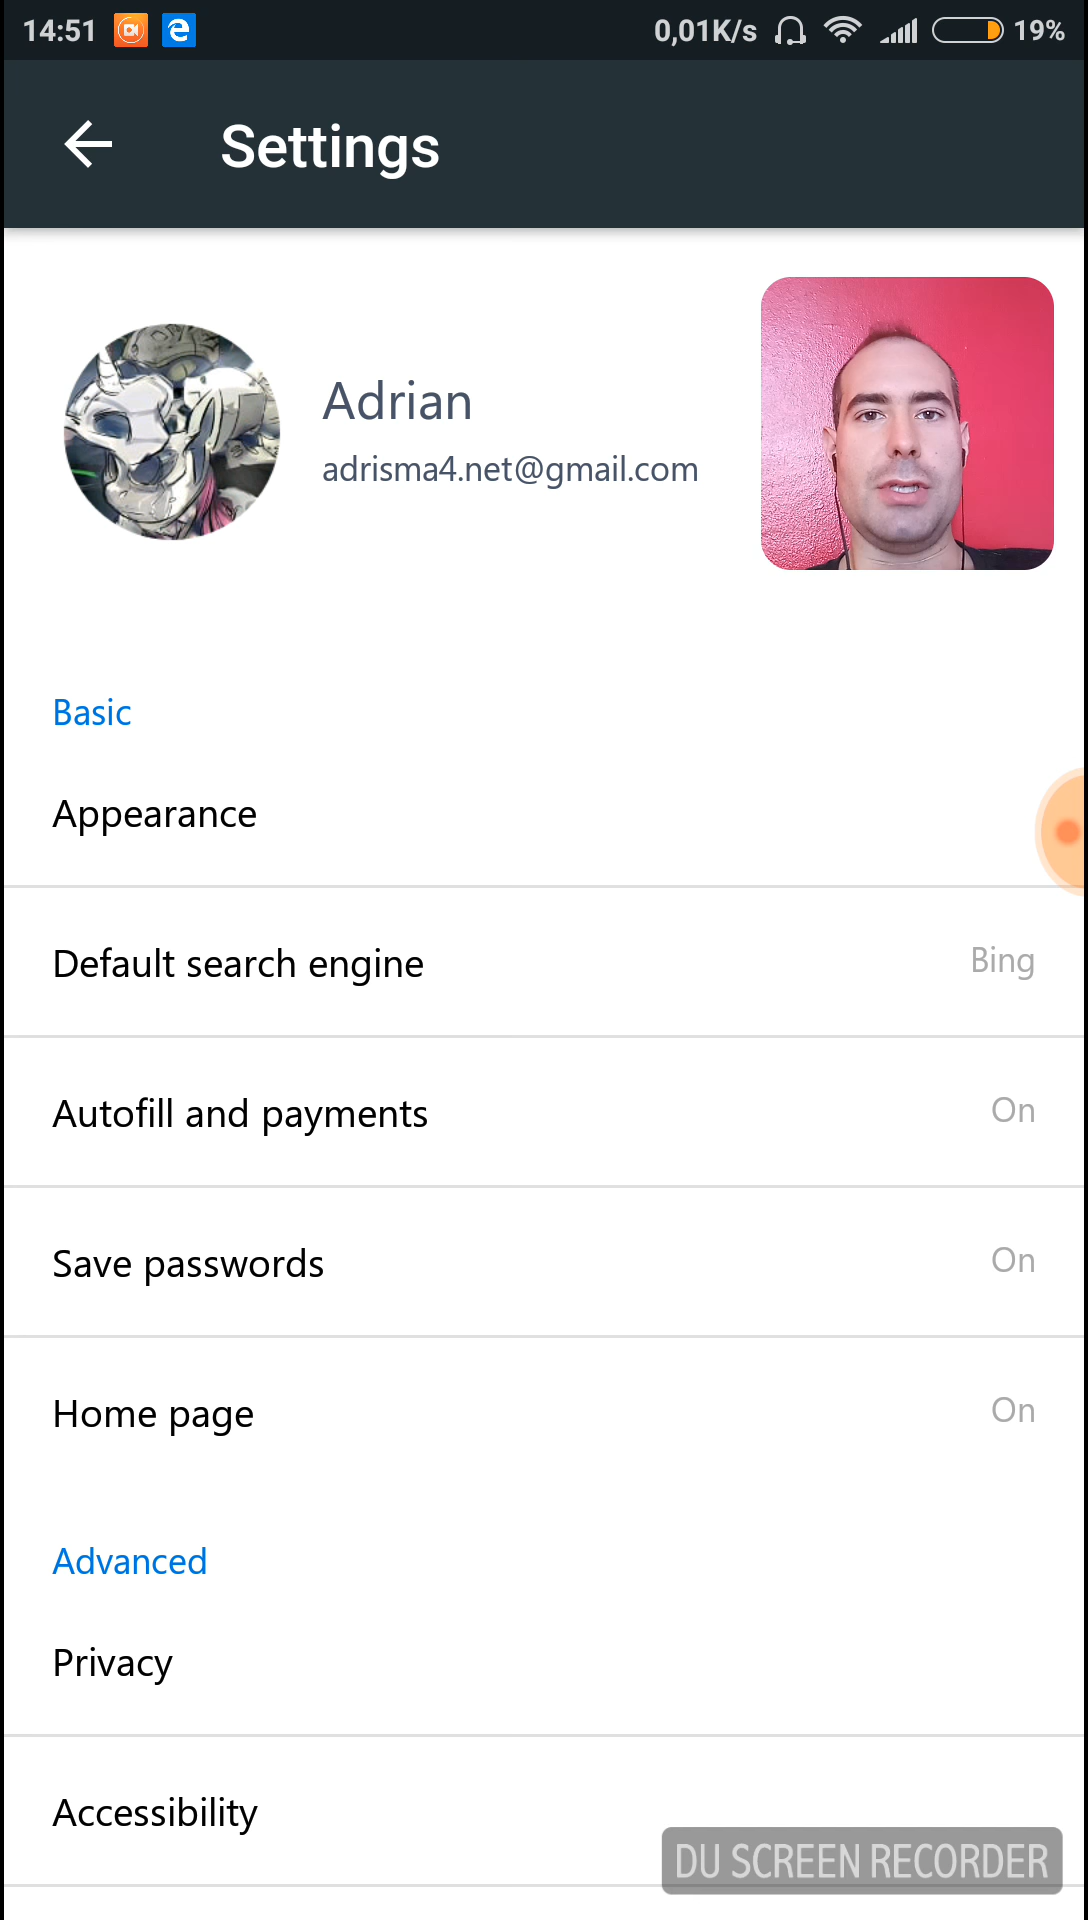 14:51 0,01K/s 19%
Settings
Adrian
adrisma4.net@gmail.com
Basic
Appearance
Default search engine Bing
Autofill and payments On
Save passwords On
Home page On
Advanced
Privacy
Accessibility
DU SCREEN RECORDER